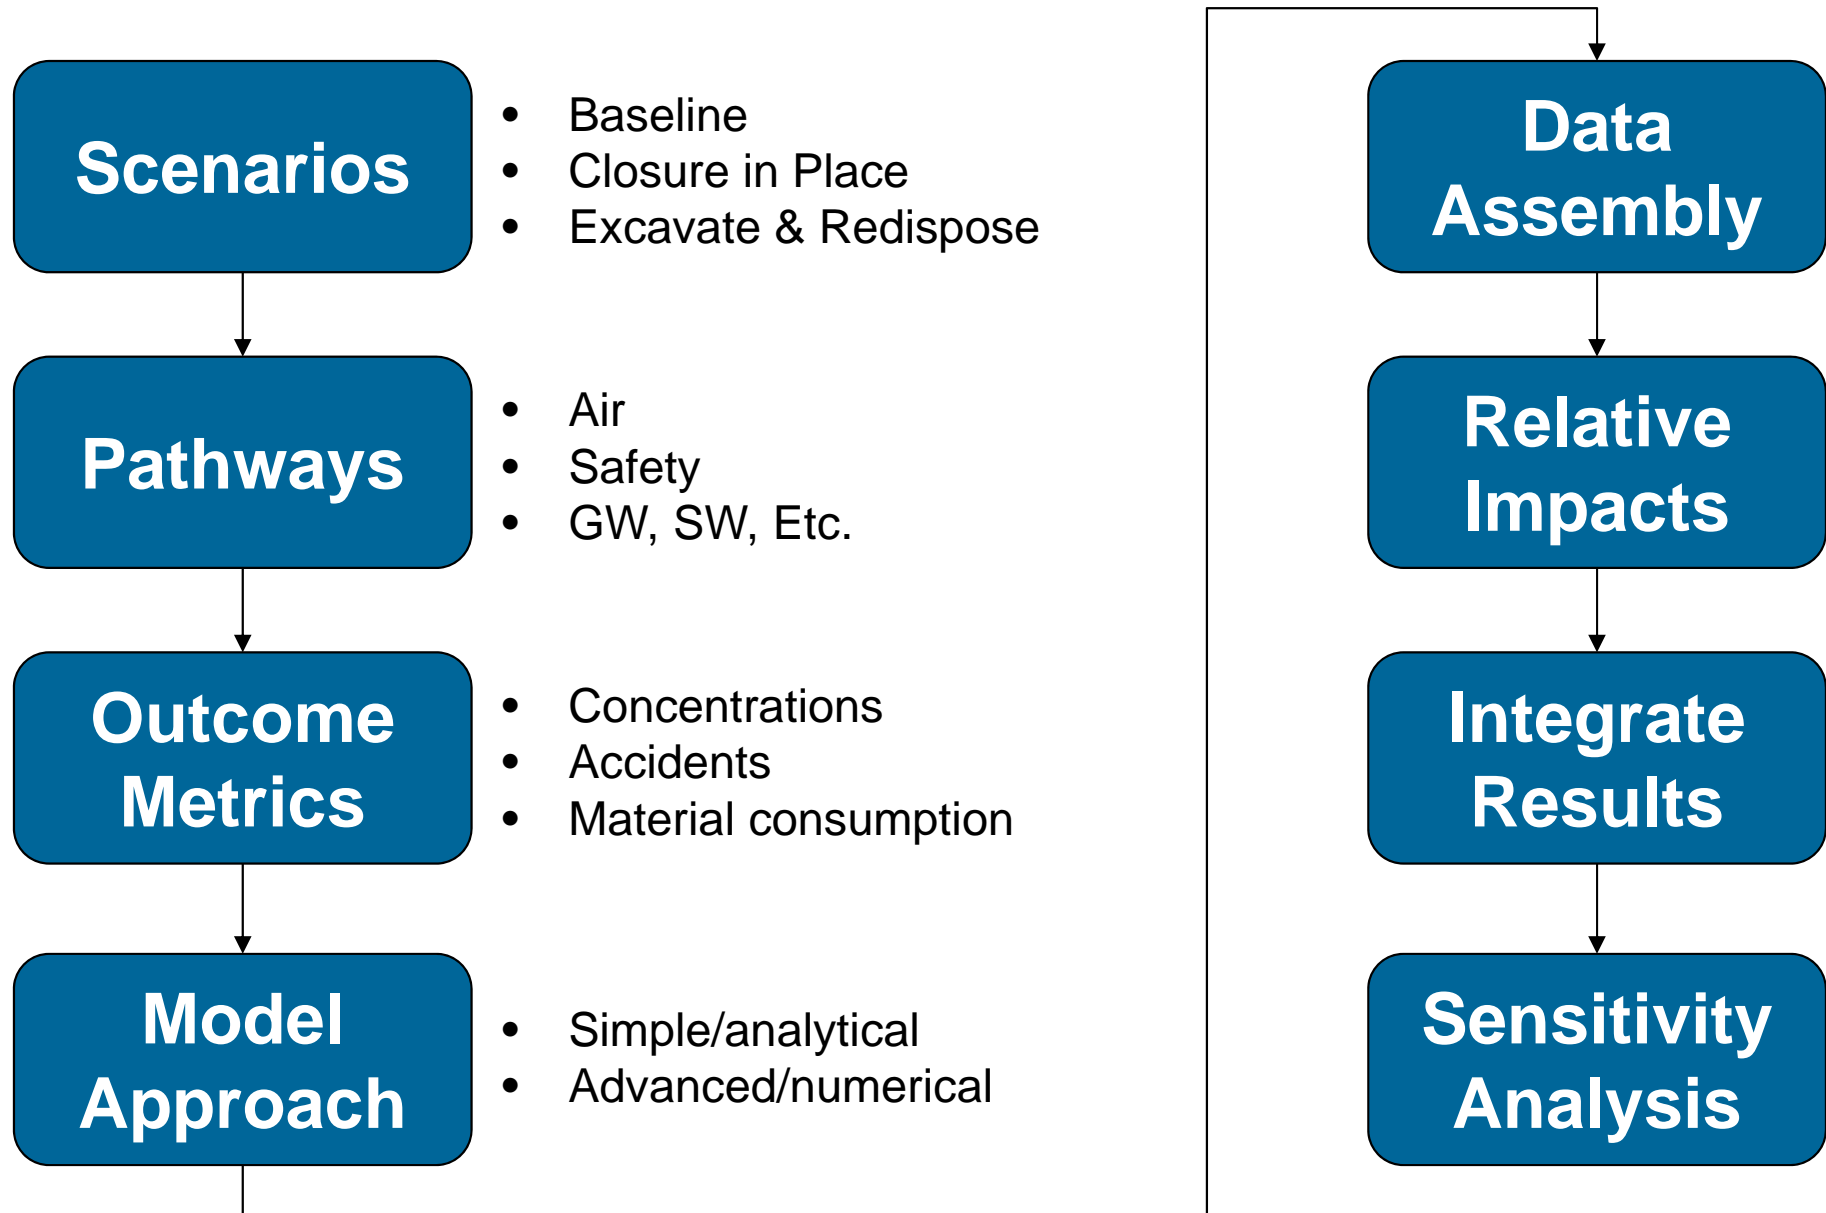 Scenarios
• Baseline
• Closure in Place
• Excavate & Redispose
Pathways
• Air
• Safety
• GW, SW, Etc.
Outcome
Metrics
• Concentrations
• Accidents
• Material consumption
Model
Approach
• Simple/analytical
• Advanced/numerical
Data
Assembly
Relative
Impacts
Integrate
Results
Sensitivity
Analysis